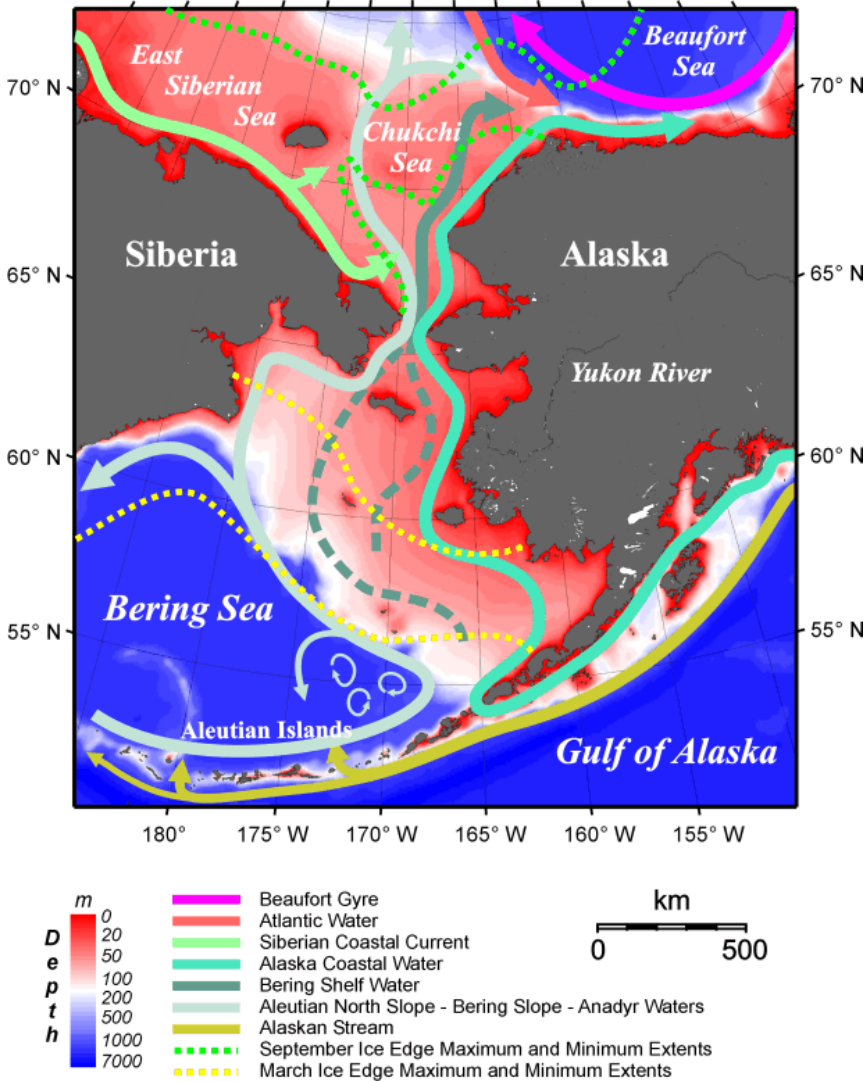 East
Siberian
Sea
Beaufort
Sea
70° N
70° N
Chukchi
Sea
Siberia
Alaska
65° N
65° N
Yukon River
60° N
60° N
Bering Sea
55° N
55° N
Aleutian Islands
Gulf of Alaska
180°
175° W
170° W
165° W
160° W
155° W
m
Depth
0
20
50
100
200
500
1000
7000
Beaufort Gyre
Atlantic Water
Siberian Coastal Current
Alaska Coastal Water
Bering Shelf Water
Aleutian North Slope - Bering Slope - Anadyr Waters
Alaskan Stream
September Ice Edge Maximum and Minimum Extents
March Ice Edge Maximum and Minimum Extents
km
0 500